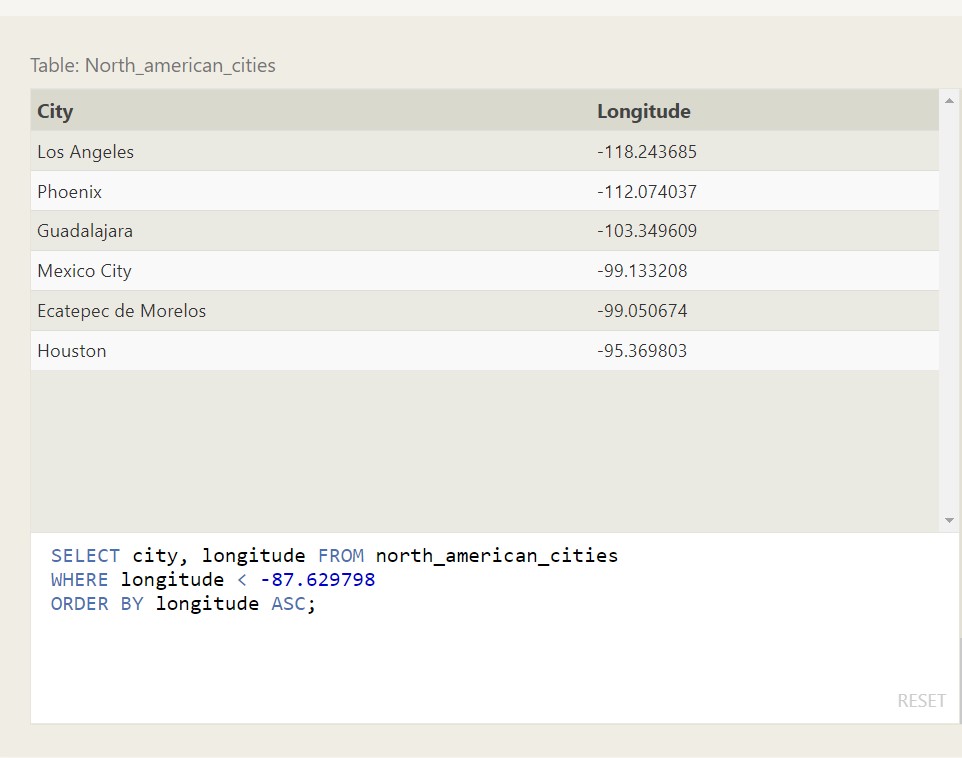 Table: North_american_cities
City Longitude
Los Angeles -118.243685
Phoenix -112.074037
Guadalajara -103.349609
Mexico City -99.133208
Ecatepec de Morelos -99.050674
Houston -95.369803
SELECT city, longitude FROM north_american_cities
WHERE longitude < -87.629798
ORDER BY longitude ASC;
RESET